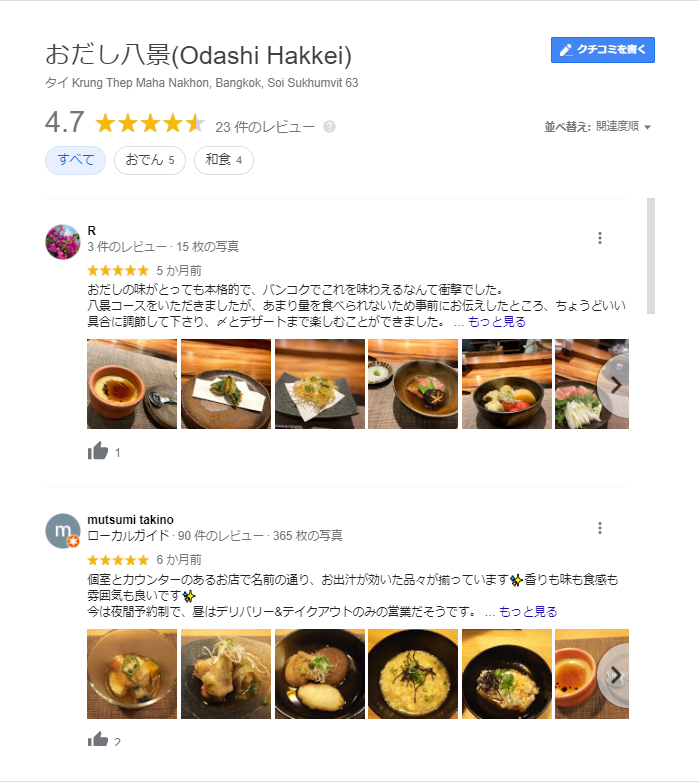 おだし八景(Odashi Hakkei)
クチコミを書く
タイ Krung Thep Maha Nakhon, Bangkok, Soi Sukhumvit 63
4.7 23 件のレビュー
並べ替え: 関連度順
すべて おでん 5 和食 4
R
3 件のレビュー · 15 枚の写真
5 か月前
おだしの味がとっても本格的で、バンコクでこれを味わえるなんて衝撃でした。
八景コースをいただきましたが、あまり量を食べられないため事前にお伝えしたところ、ちょうどいい
具合に調節して下さり、〆とデザートまで楽しむことができました。 … もっと見る
1
m
mutsumi takino
ローカルガイド · 90 件のレビュー · 365 枚の写真
6 か月前
個室とカウンターのあるお店で名前の通り、お出汁が効いた品々が揃っています✨香りも味も食感も
雰囲気も良いです✨
今は夜間予約制で、昼はデリバリー&テイクアウトのみの営業だそうです。 … もっと見る
2